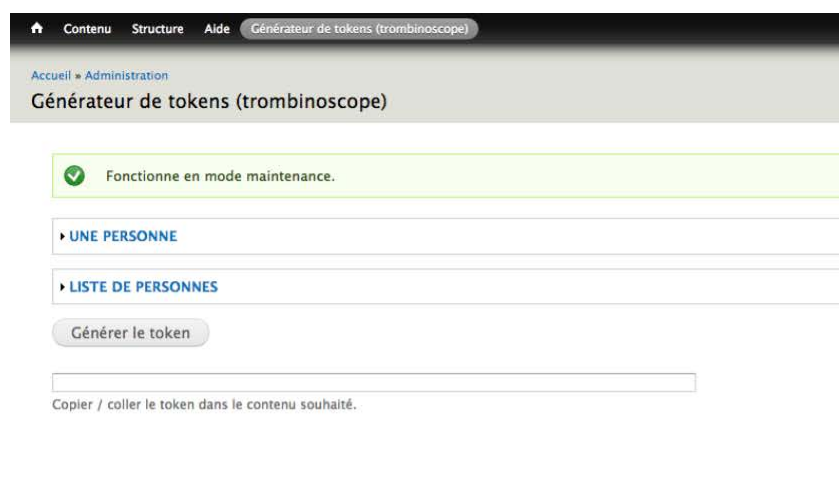 Contenu Structure Aide Générateur de tokens (trombinoscope)
Accueil » Administration
Générateur de tokens (trombinoscope)
Fonctionne en mode maintenance.
UNE PERSONNE
LISTE DE PERSONNES
Générer le token
Copier / coller le token dans le contenu souhaité.